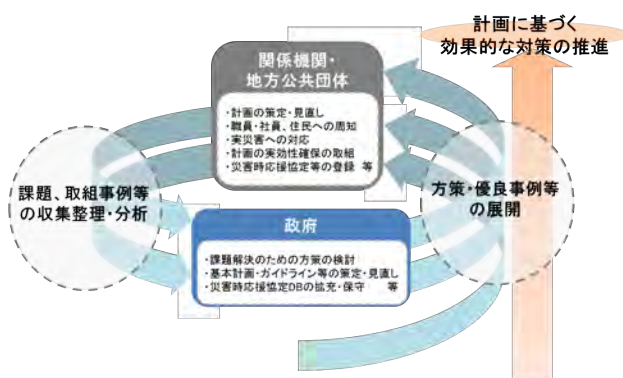 計画に基づく
効果的な対策の推進
関係機関・
地方公共団体
・計画の策定・見直し
・職員・社員、住民への周知
・実災害への対応
・計画の実効性確保の取組
・災害時応援協定等の登録 等
課題、取組事例等
の収集整理・分析
方策・優良事例等
の展開
政府
・課題解決のための方策の検討
・基本計画・ガイドライン等の策定・見直し
・災害時応援協定DBの拡充・保守 等